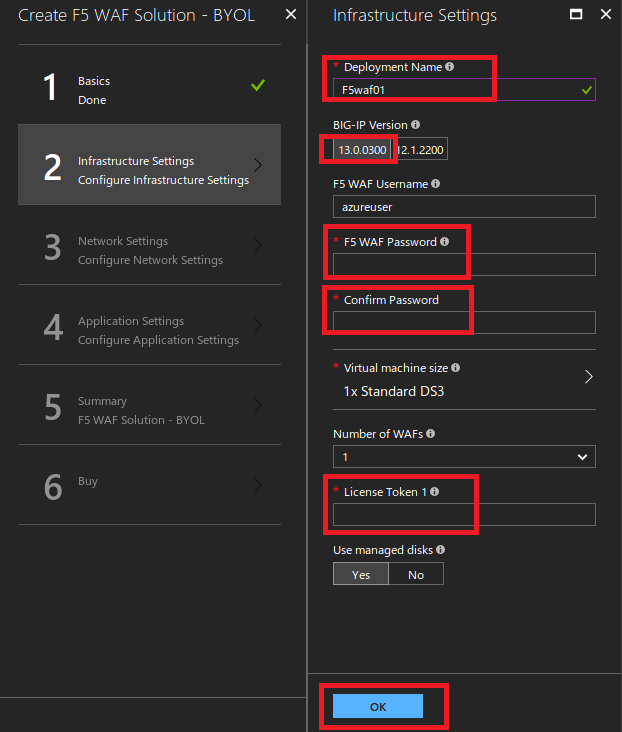 Create F5 WAF Solution - BYOL
1
Basics
Done
2
Infrastructure Settings
Configure Infrastructure Settings
3
Network Settings
Configure Network Settings
4
Application Settings
Configure Application Settings
5
Summary
F5 WAF Solution - BYOL
6
Buy
Infrastructure Settings
* Deployment Name
F5waf01
BIG-IP Version
13.0.0300 12.1.2200
F5 WAF Username
azureuser
* F5 WAF Password
* Confirm Password
* Virtual machine size
1x Standard DS3
Number of WAFs
1
* License Token 1
Use managed disks
Yes No
OK